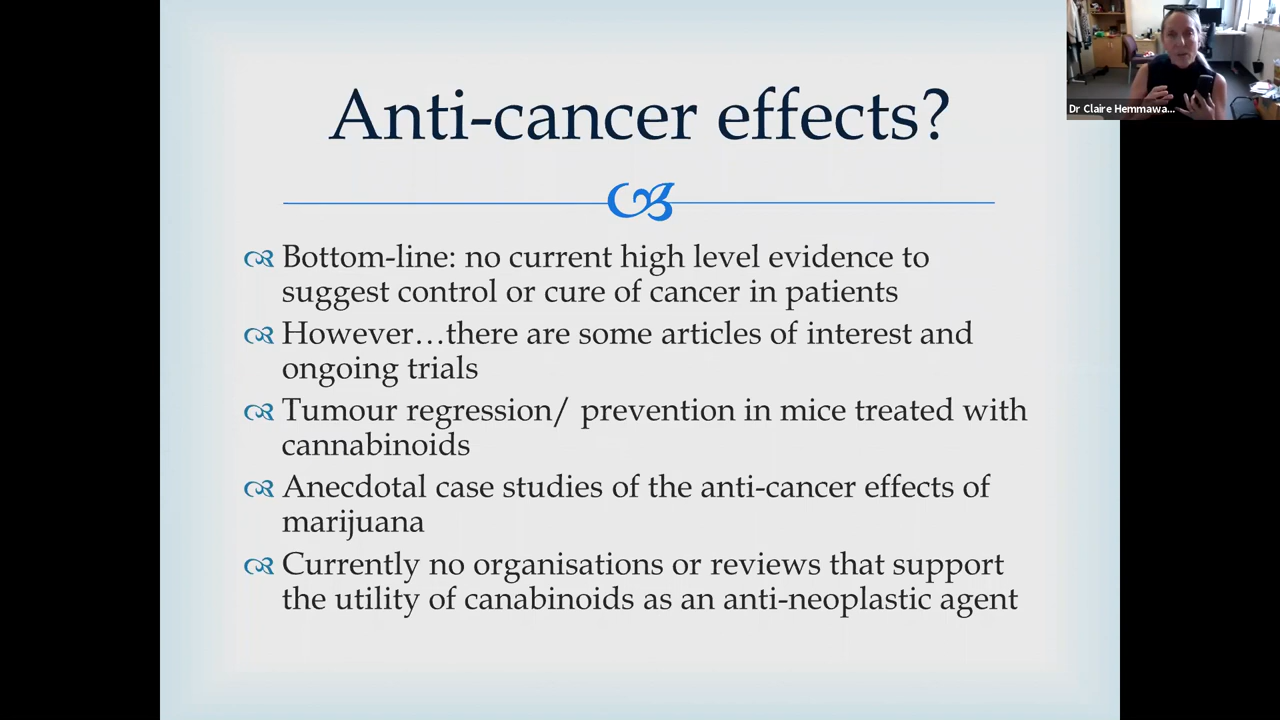 Dr Claire Hemmawa...
Anti-cancer effects?
Bottom-line: no current high level evidence to
suggest control or cure of cancer in patients
However...there are some articles of interest and
ongoing trials
Tumour regression/ prevention in mice treated with
cannabinoids
Anecdotal case studies of the anti-cancer effects of
marijuana
Currently no organisations or reviews that support
the utility of canabinoids as an anti-neoplastic agent